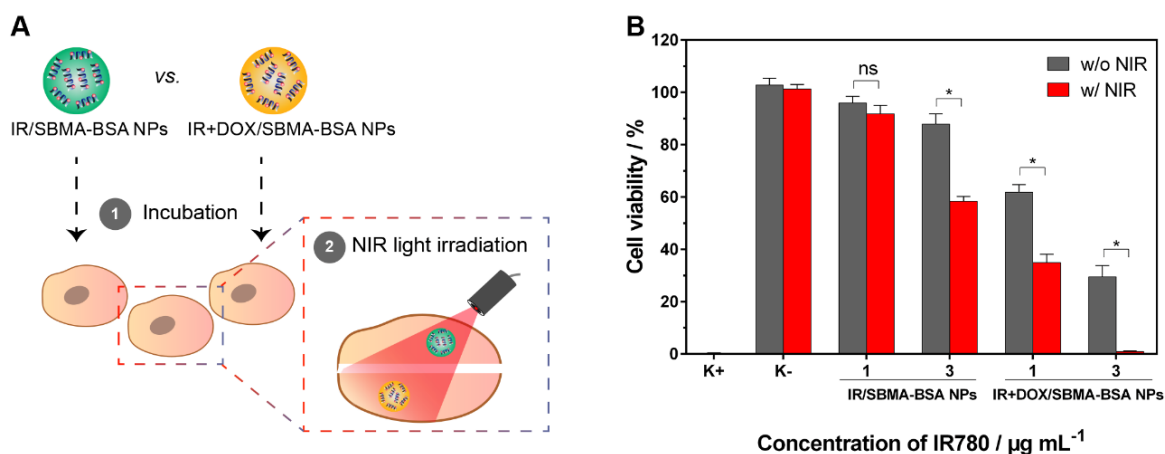 A
vs.
IR/SBMA-BSA NPs
IR+DOX/SBMA-BSA NPs
1 Incubation
2 NIR light irradiation
B
Cell viability / %
120
100
80
60
40
20
0
w/o NIR
w/ NIR
ns
*
*
*
K+ K- 1 3 1 3
IR/SBMA-BSA NPs IR+DOX/SBMA-BSA NPs
Concentration of IR780 / µg mL⁻¹